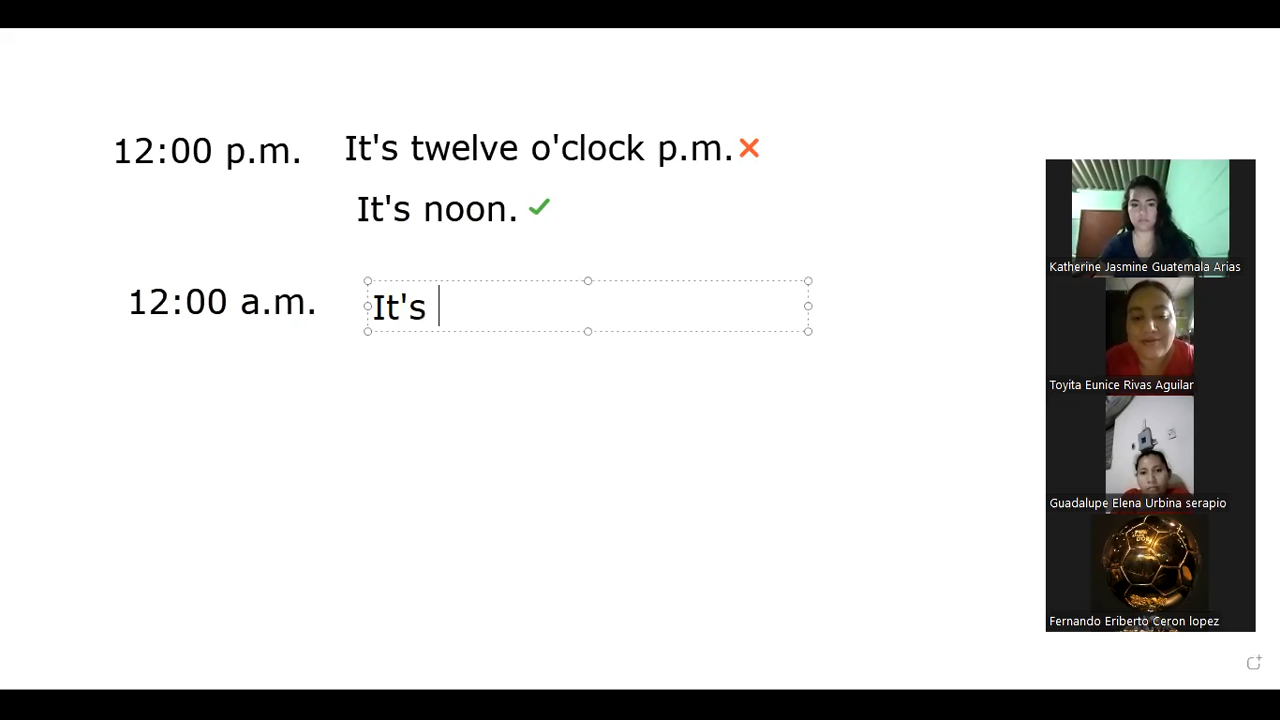 12:00 p.m. It's twelve o'clock p.m.
It's noon.
12:00 a.m. It's
Katherine Jasmine Guatemala Arias
Toyita Eunice Rivas Aguilar
Guadalupe Elena Urbina serapio
Fernando Eriberto Ceron lopez